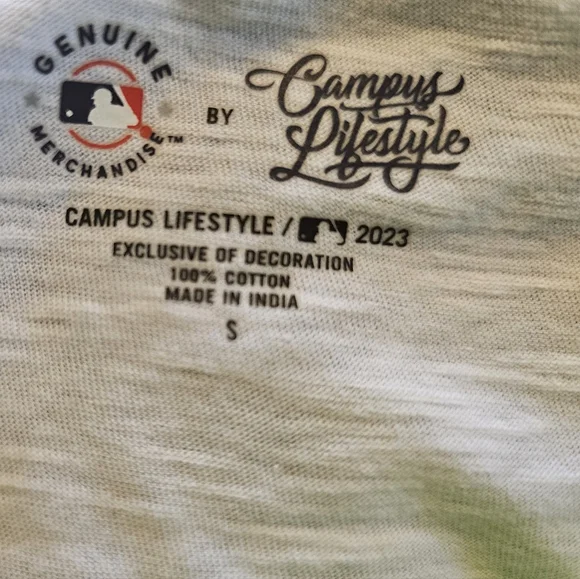 GENUINE
MERCHANDISE™
BY
Campus
Lifestyle
CAMPUS LIFESTYLE / 2023
EXCLUSIVE OF DECORATION
100% COTTON
MADE IN INDIA
S